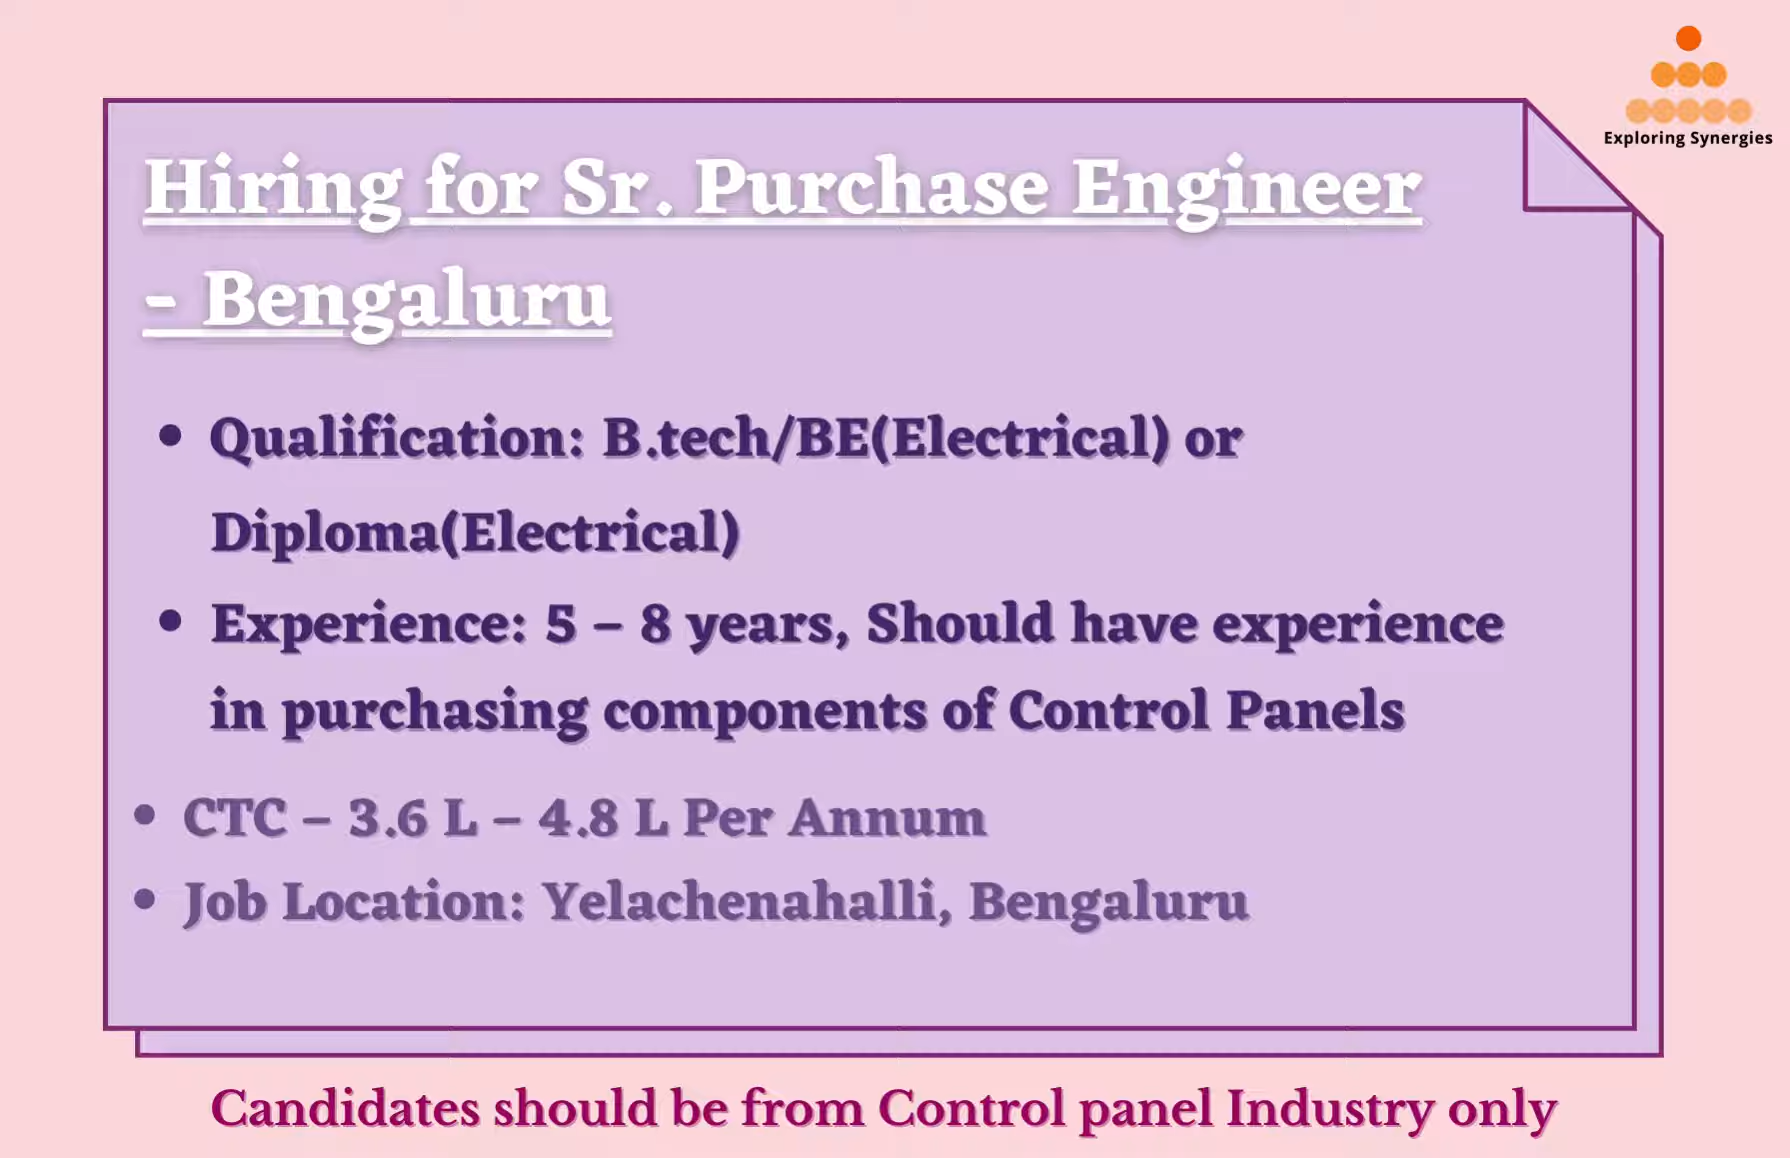 Exploring Synergies
Hiring for Sr. Purchase Engineer
- Bengaluru
• Qualification: B.tech/BE(Electrical) or
Diploma(Electrical)
• Experience: 5 – 8 years, Should have experience
in purchasing components of Control Panels
• CTC – 3.6 L – 4.8 L Per Annum
• Job Location: Yelachenahalli, Bengaluru
Candidates should be from Control panel Industry only